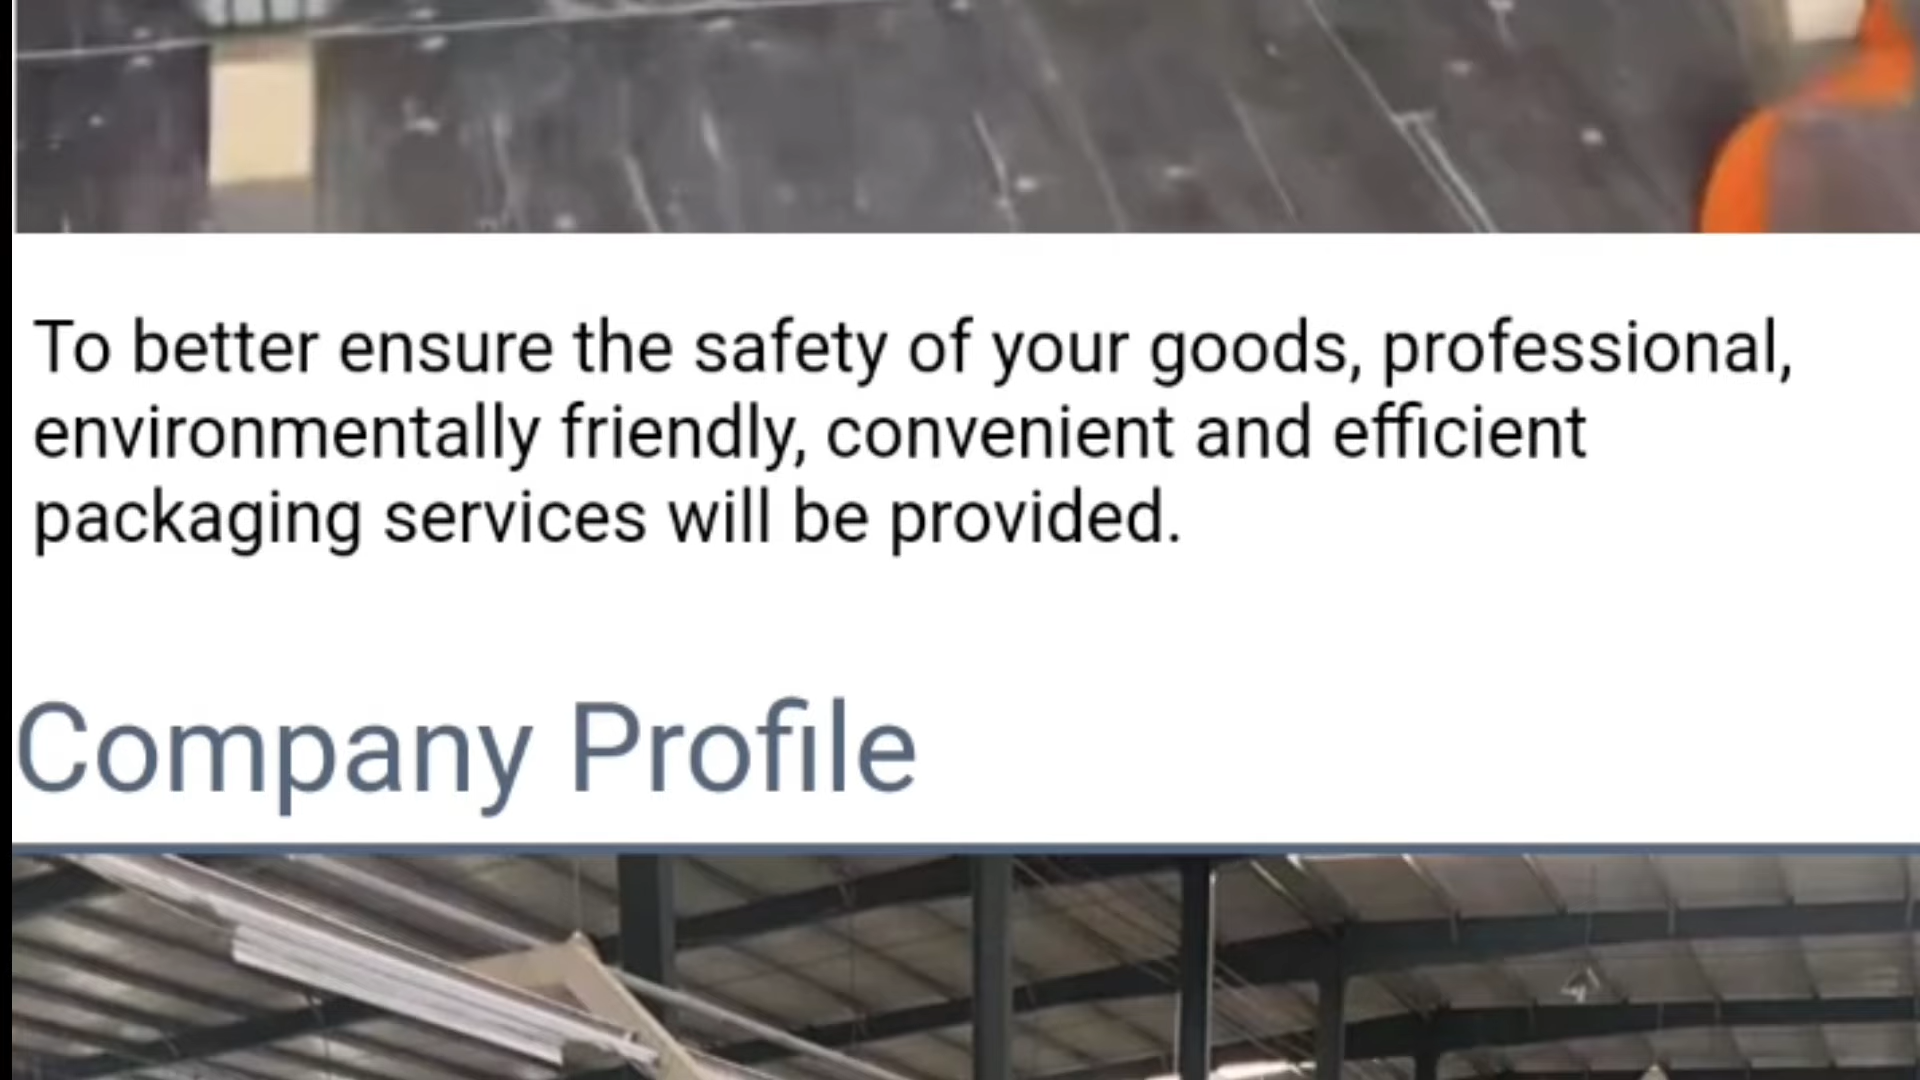 To better ensure the safety of your goods, professional,
environmentally friendly, convenient and efficient
packaging services will be provided.
Company Profile